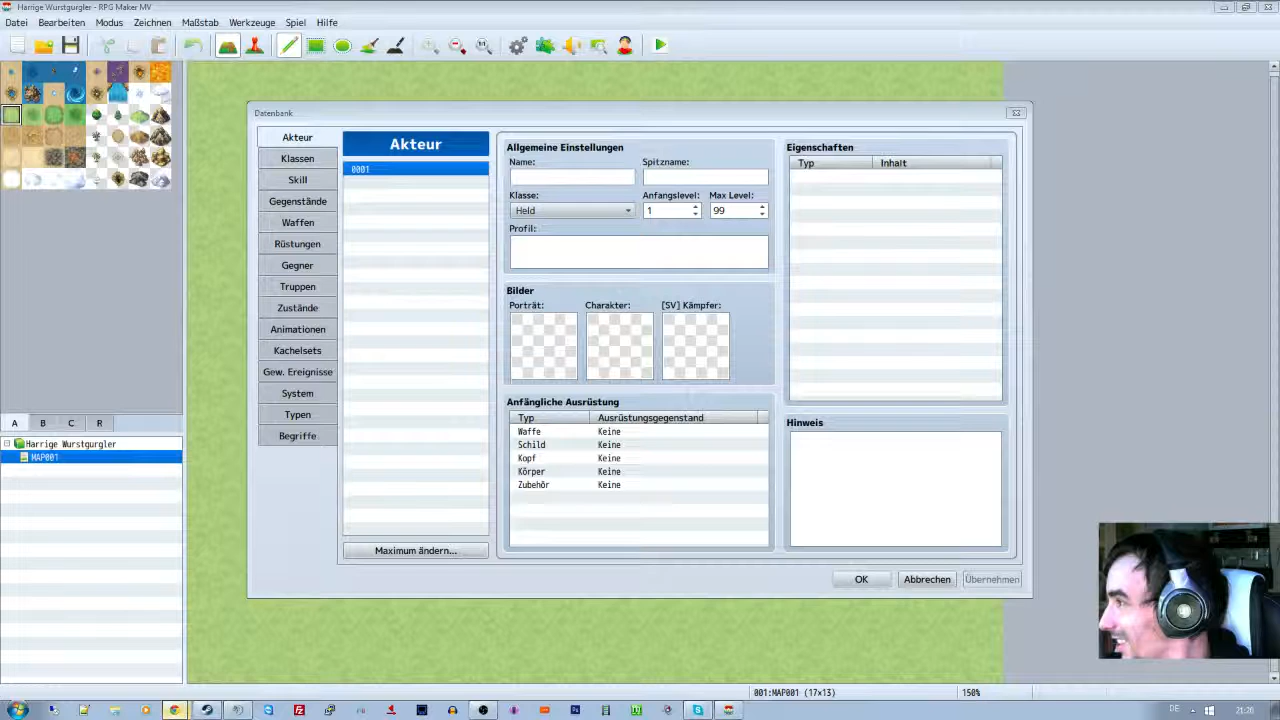 Harrige Wurstgurgler - RPG Maker MV
Datei Bearbeiten Modus Zeichnen Maßstab Werkzeuge Spiel Hilfe
Datenbank
Akteur
Klassen
Skill
Gegenstände
Waffen
Rüstungen
Gegner
Truppen
Zustände
Animationen
Kachelsets
Gew. Ereignisse
System
Typen
Begriffe
Akteur
0001
Maximum ändern...
Allgemeine Einstellungen
Name: Spitzname:
Klasse: Anfangslevel: Max Level:
Held 1 99
Profil:
Bilder
Porträt: Charakter: [SV] Kämpfer:
Anfängliche Ausrüstung
Typ Ausrüstungsgegenstand
Waffe Keine
Schild Keine
Kopf Keine
Körper Keine
Zubehör Keine
Eigenschaften
Typ Inhalt
Hinweis
OK Abbrechen Übernehmen
A B C R
Harrige Wurstgurgler
MAP001
001:MAP001 (17×13) 150%
DE 21:26